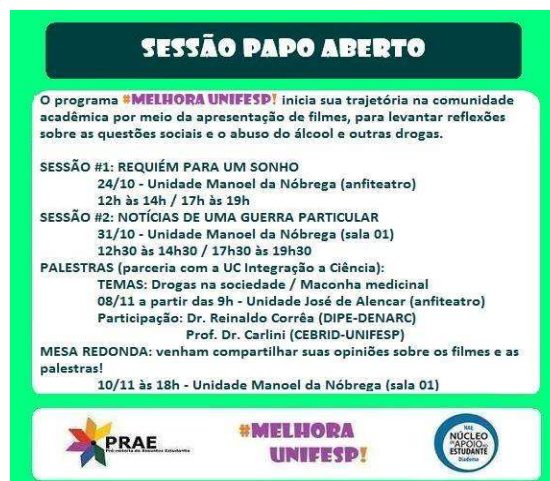 SESSÃO PAPO ABERTO
O programa #MELHORA UNIFESP! inicia sua trajetória na comunidade
acadêmica por meio da apresentação de filmes, para levantar reflexões
sobre as questões sociais e o abuso do álcool e outras drogas.
SESSÃO #1: REQUIÉM PARA UM SONHO
24/10 - Unidade Manoel da Nóbrega (anfiteatro)
12h às 14h / 17h às 19h
SESSÃO #2: NOTÍCIAS DE UMA GUERRA PARTICULAR
31/10 - Unidade Manoel da Nóbrega (sala 01)
12h30 às 14h30 / 17h30 às 19h30
PALESTRAS (parceria com a UC Integração a Ciência):
TEMAS: Drogas na sociedade / Maconha medicinal
08/11 a partir das 9h - Unidade José de Alencar (anfiteatro)
Participação: Dr. Reinaldo Corrêa (DIPE-DENARC)
Prof. Dr. Carlini (CEBRID-UNIFESP)
MESA REDONDA: venham compartilhar suas opiniões sobre os filmes e as
palestras!
10/11 às 18h - Unidade Manoel da Nóbrega (sala 01)
PRAE
Pró-reitoria de Assuntos Estudantis
#MELHORA
UNIFESP!
NAE
NÚCLEO
DE APOIO AO
ESTUDANTE
Diadema